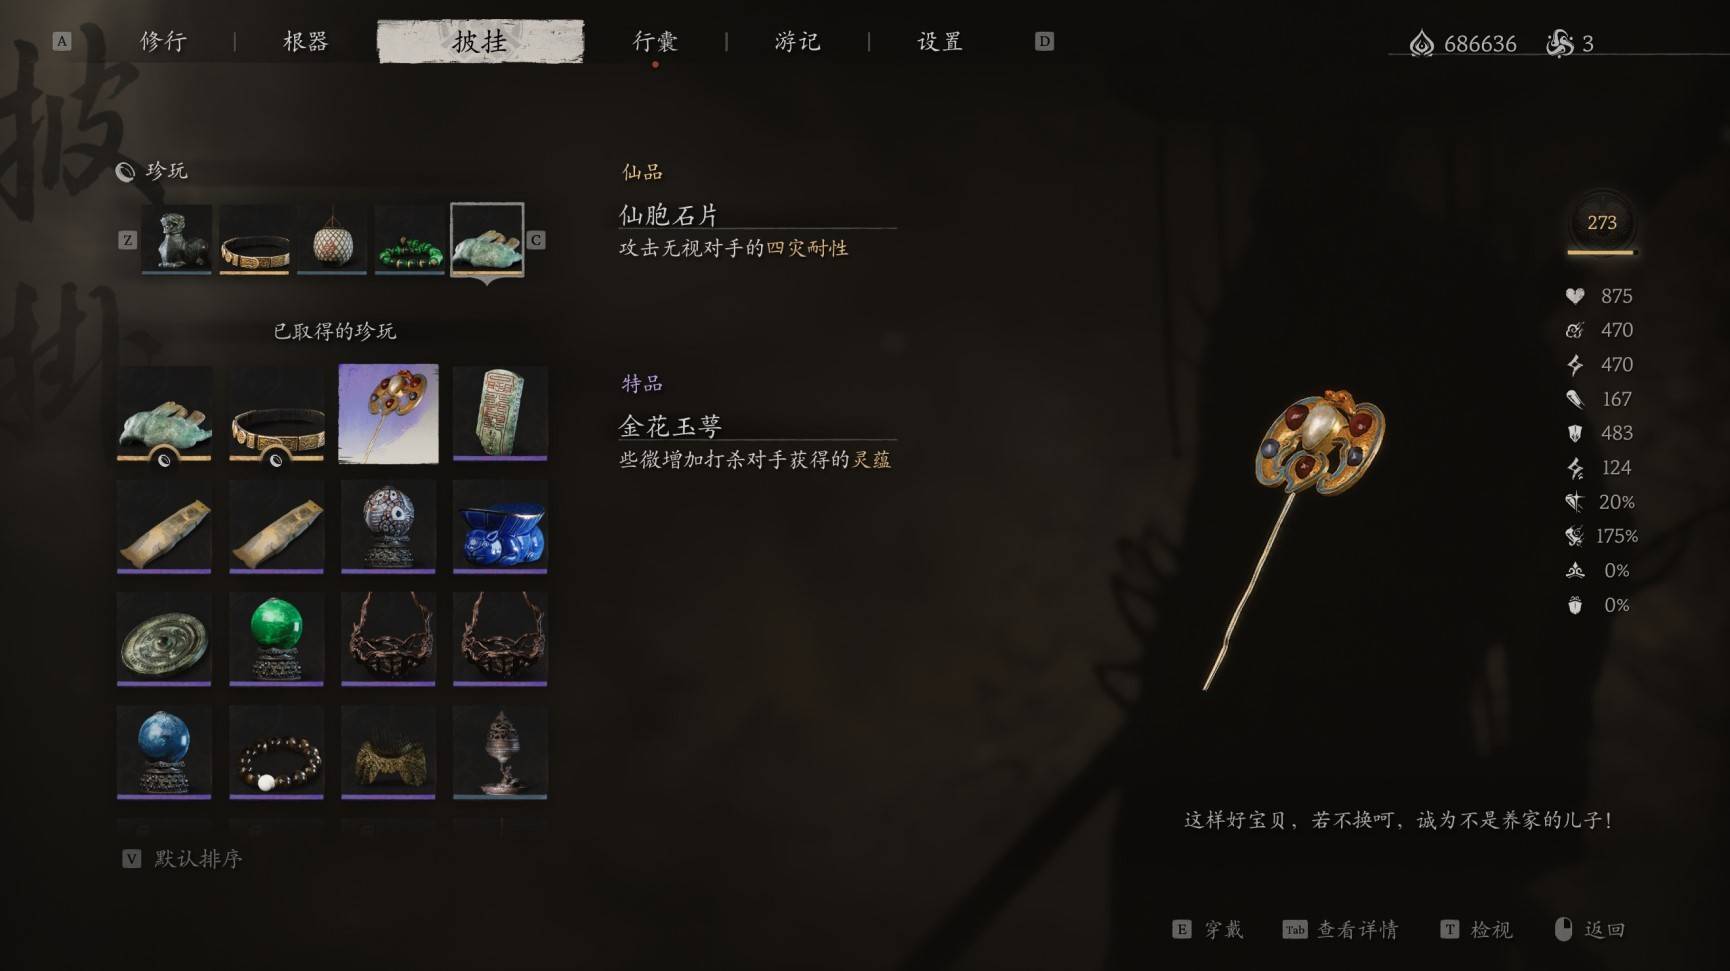 A 修行 | 根器 披挂 行囊 | 游记 | 设置 D
686636 3
披挂
珍玩
Z C
已取得的珍玩
V 默认排序
仙品
仙胞石片
攻击无视对手的四灾耐性
特品
金花玉萼
些微增加打杀对手获得的灵蕴
273
875
470
470
167
483
124
20%
175%
0%
0%
这样好宝贝，若不换呵，诚为不是养家的儿子！
E 穿戴 Tab 查看详情 T 检视 返回